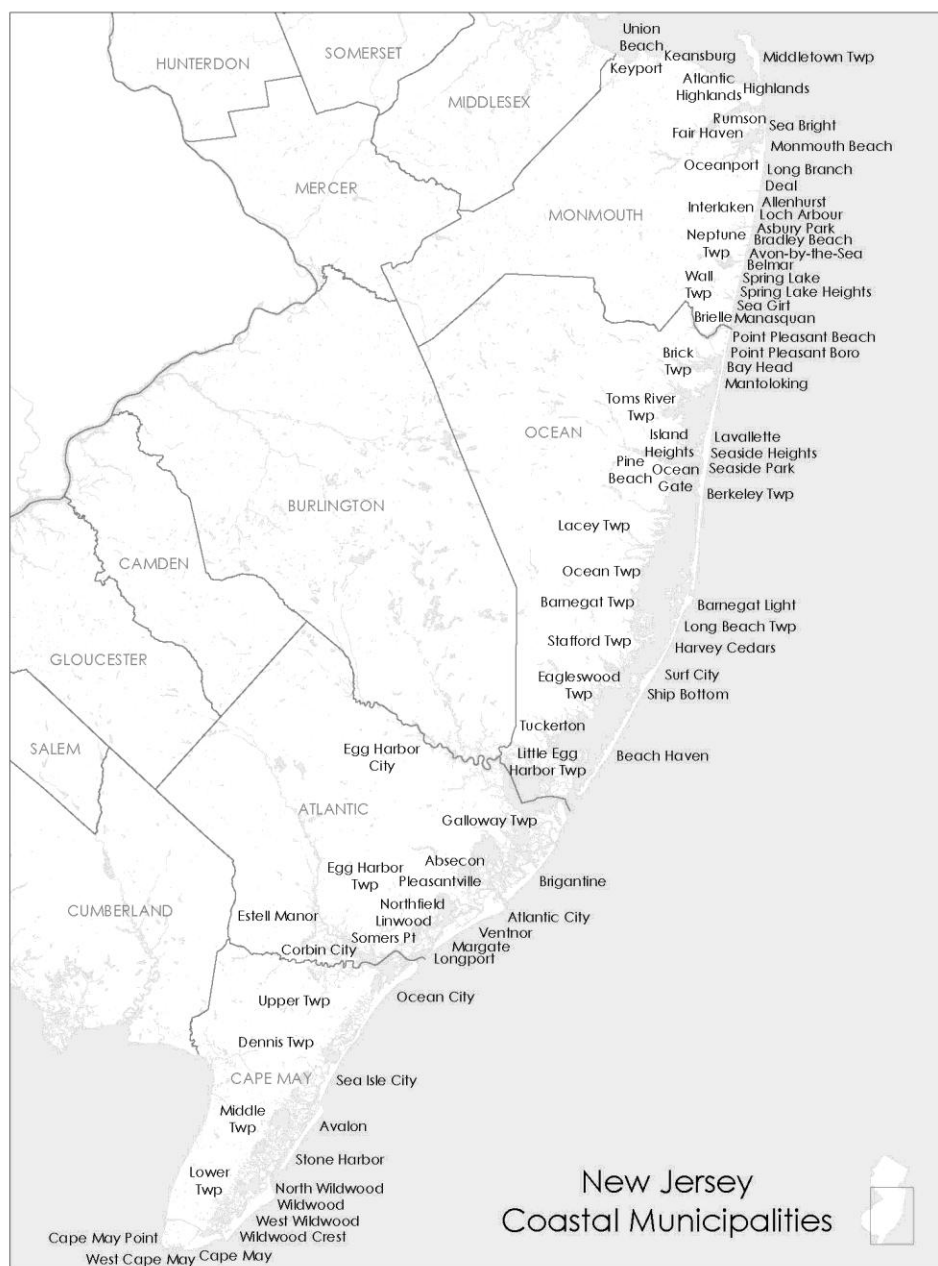 Union
Beach
Keansburg
Middletown Twp
HUNTERDON
SOMERSET
Keyport
Atlantic
Highlands
Highlands
MIDDLESEX
Rumson
Sea Bright
Fair Haven
Monmouth Beach
Oceanport
Long Branch
Deal
MERCER
Interlaken
Allenhurst
Loch Arbour
MONMOUTH
Asbury Park
Neptune
Twp
Bradley Beach
Avon-by-the-Sea
Belmar
Wall
Twp
Spring Lake
Spring Lake Heights
Sea Girt
Brielle
Manasquan
Point Pleasant Beach
Brick
Twp
Point Pleasant Boro
Bay Head
Mantoloking
Toms River
Twp
OCEAN
Island
Heights
Lavallette
Seaside Heights
Pine
Beach
Ocean
Gate
Seaside Park
Berkeley Twp
BURLINGTON
Lacey Twp
CAMDEN
Ocean Twp
Barnegat Twp
Barnegat Light
Long Beach Twp
Stafford Twp
Harvey Cedars
GLOUCESTER
Eagleswood
Twp
Surf City
Ship Bottom
Tuckerton
SALEM
Egg Harbor
City
Little Egg
Harbor Twp
Beach Haven
ATLANTIC
Galloway Twp
Absecon
Egg Harbor
Twp
Pleasantville
Brigantine
CUMBERLAND
Northfield
Estell Manor
Linwood
Atlantic City
Somers Pt
Ventnor
Corbin City
Margate
Longport
Upper Twp
Ocean City
Dennis Twp
CAPE MAY
Sea Isle City
Middle
Twp
Avalon
Stone Harbor
Lower
Twp
North Wildwood
Wildwood
West Wildwood
Wildwood Crest
Cape May Point
West Cape May
Cape May
New Jersey
Coastal Municipalities